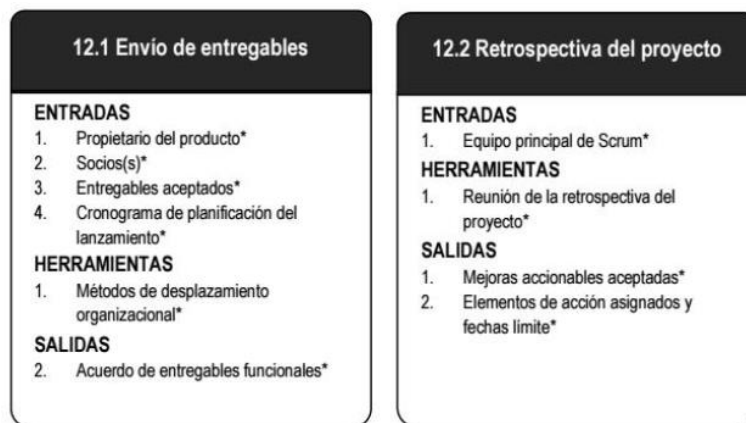 12.1 Envío de entregables
ENTRADAS
1. Propietario del producto*
2. Socios(s)*
3. Entregables aceptados*
4. Cronograma de planificación del
lanzamiento*
HERRAMIENTAS
1. Métodos de desplazamiento
organizacional*
SALIDAS
2. Acuerdo de entregables funcionales*
12.2 Retrospectiva del proyecto
ENTRADAS
1. Equipo principal de Scrum*
HERRAMIENTAS
1. Reunión de la retrospectiva del
proyecto*
SALIDAS
1. Mejoras accionables aceptadas*
2. Elementos de acción asignados y
fechas límite*